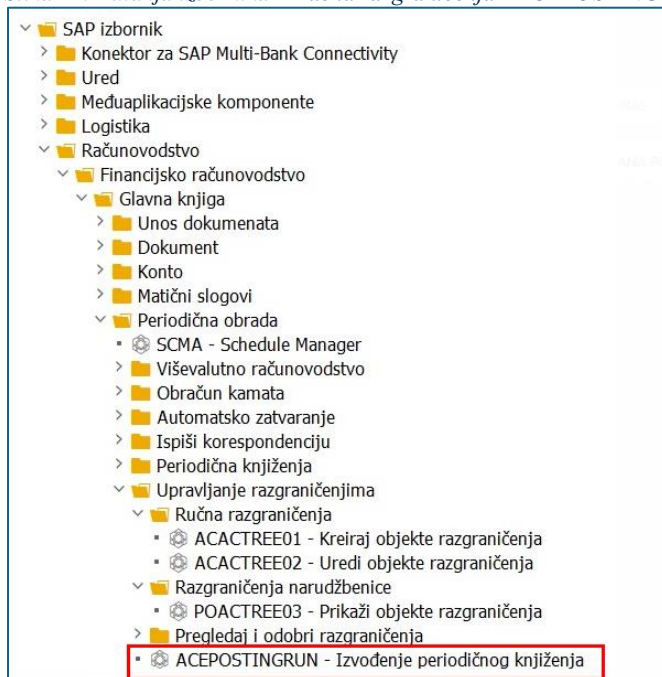 SAP izbornik
Konektor za SAP Multi-Bank Connectivity
Ured
Međuaplikacijske komponente
Logistika
Računovodstvo
Financijsko računovodstvo
Glavna knjiga
Unos dokumenata
Dokument
Konto
Matični slogovi
Periodična obrada
SCMA - Schedule Manager
Viševalutno računovodstvo
Obračun kamata
Automatsko zatvaranje
Ispiši korespondenciju
Periodična knjiženja
Upravljanje razgraničenjima
Ručna razgraničenja
ACACTREE01 - Kreiraj objekte razgraničenja
ACACTREE02 - Uredi objekte razgraničenja
Razgraničenja narudžbenice
POACTREE03 - Prikaži objekte razgraničenja
Pregledaj i odobri razgraničenja
ACEPOSTINGRUN - Izvođenje periodičnog knjiženja